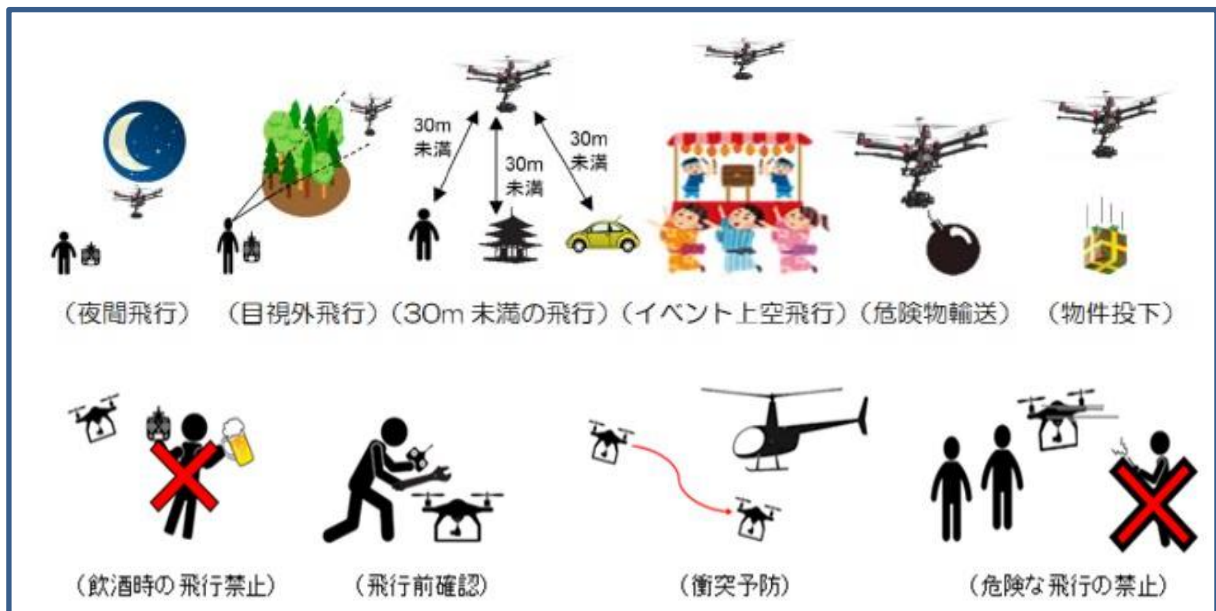 30m
未満
30m
未満
30m
未満
(夜間飛行)
(目視外飛行)
(30m 未満の飛行)
(イベント上空飛行)
(危険物輸送)
(物件投下)
(飲酒時の飛行禁止)
(飛行前確認)
(衝突予防)
(危険な飛行の禁止)